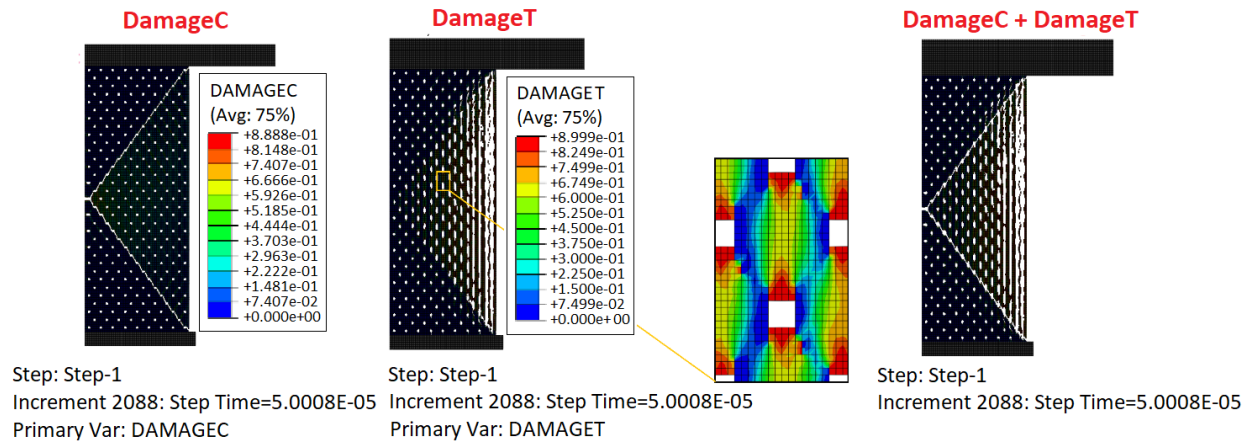 DamageC
DAMAGEC
(Avg: 75%)
+8.888e-01
+8.148e-01
+7.407e-01
+6.666e-01
+5.926e-01
+5.185e-01
+4.444e-01
+3.703e-01
+2.963e-01
+2.222e-01
+1.481e-01
+7.407e-02
+0.000e+00
Step: Step-1
Increment 2088: Step Time=5.0008E-05
Primary Var: DAMAGEC
DamageT
DAMAGET
(Avg: 75%)
+8.999e-01
+8.249e-01
+7.499e-01
+6.749e-01
+6.000e-01
+5.250e-01
+4.500e-01
+3.750e-01
+3.000e-01
+2.250e-01
+1.500e-01
+7.499e-02
+0.000e+00
Step: Step-1
Increment 2088: Step Time=5.0008E-05
Primary Var: DAMAGET
DamageC + DamageT
Step: Step-1
Increment 2088: Step Time=5.0008E-05